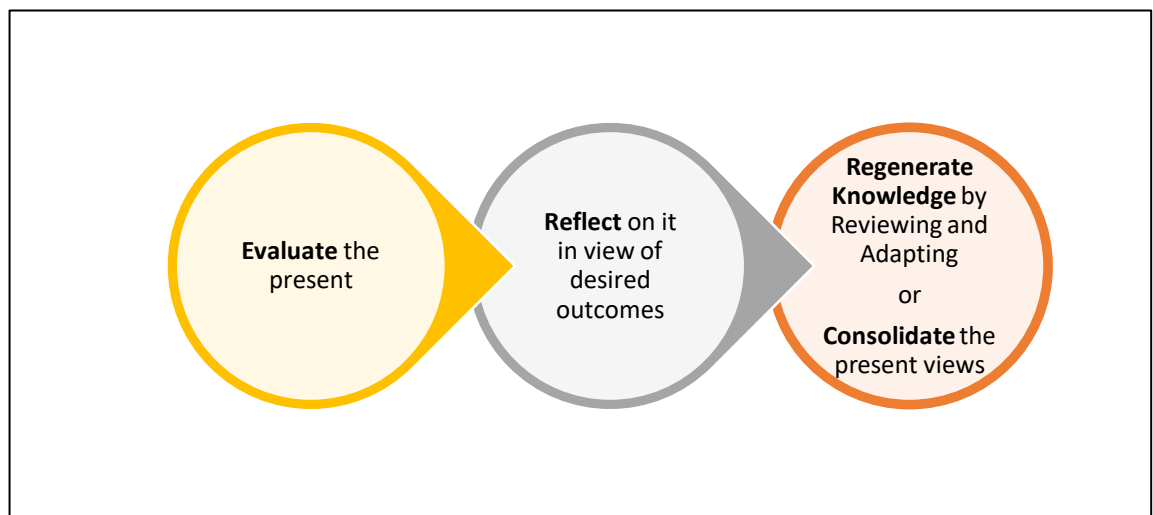 Evaluate the
present
Reflect on it
in view of
desired
outcomes
Regenerate
Knowledge by
Reviewing and
Adapting
or
Consolidate the
present views